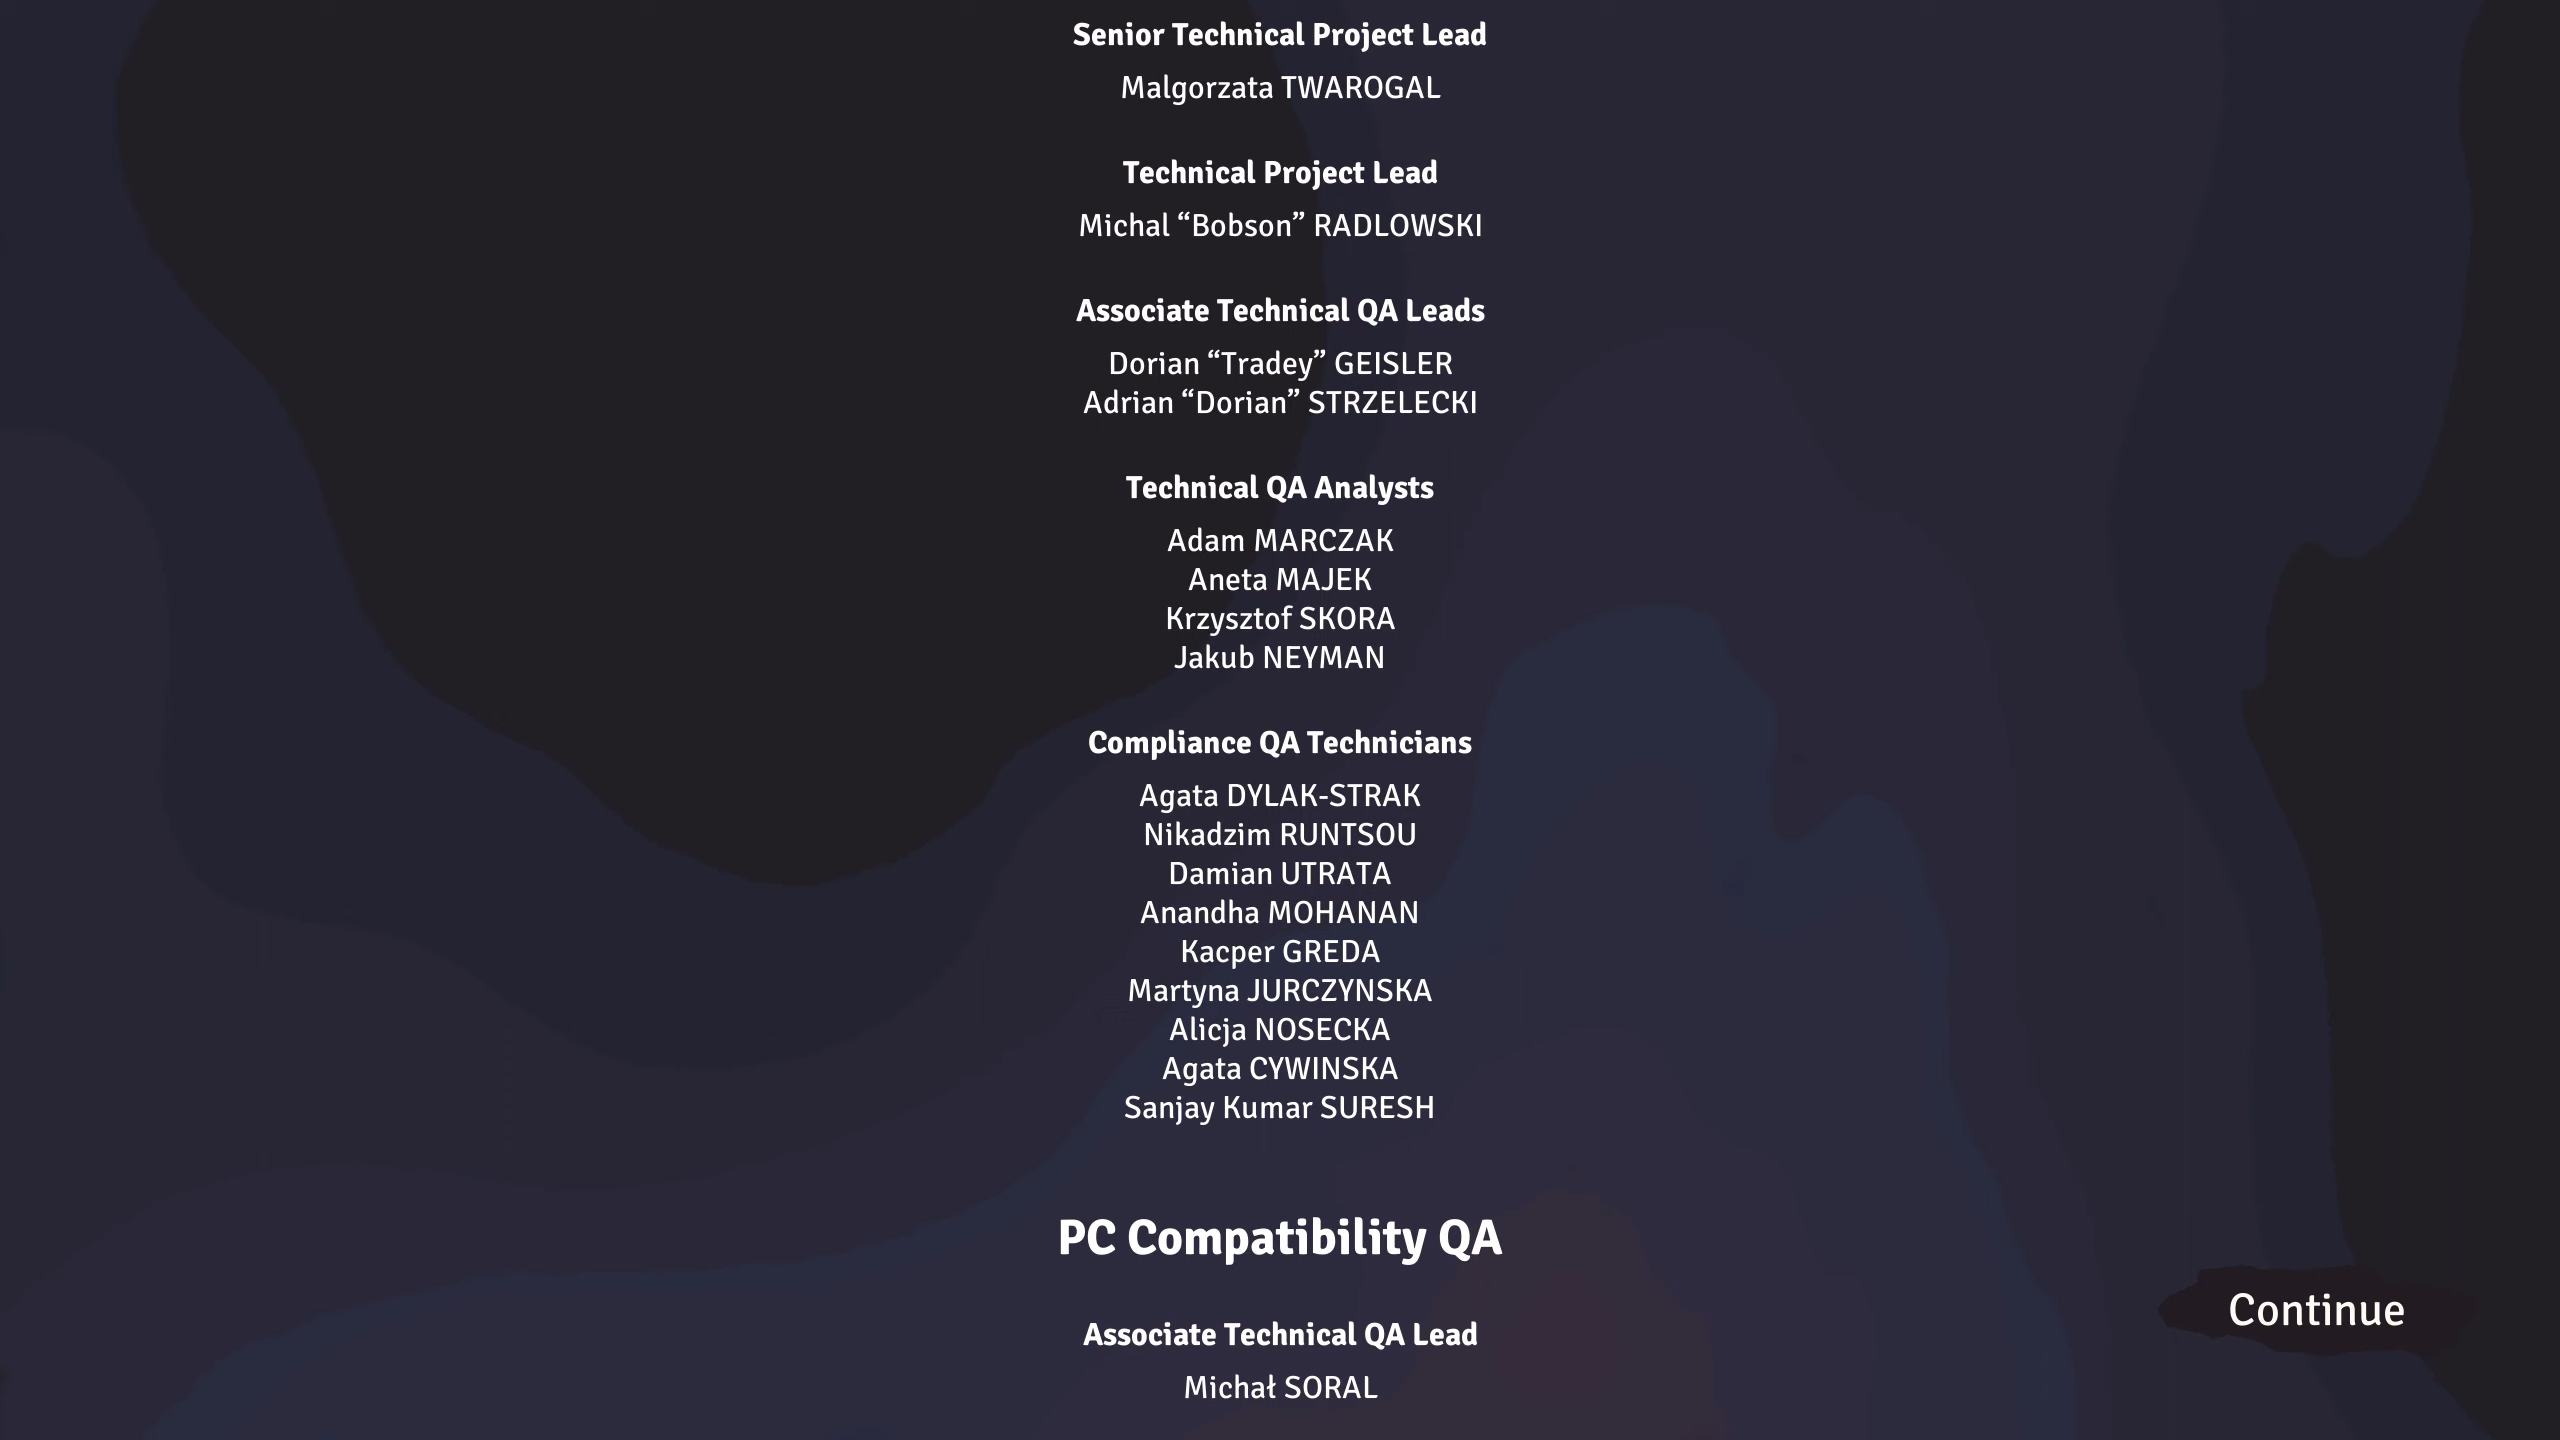 Senior Technical Project Lead
Malgorzata TWAROGAL
Technical Project Lead
Michal “Bobson” RADLOWSKI
Associate Technical QA Leads
Dorian “Tradey” GEISLER
Adrian “Dorian” STRZELECKI
Technical QA Analysts
Adam MARCZAK
Aneta MAJEK
Krzysztof SKORA
Jakub NEYMAN
Compliance QA Technicians
Agata DYLAK-STRAK
Nikadzim RUNTSOU
Damian UTRATA
Anandha MOHANAN
Kacper GREDA
Martyna JURCZYNSKA
Alicja NOSECKA
Agata CYWINSKA
Sanjay Kumar SURESH
PC Compatibility QA
Associate Technical QA Lead
Michał SORAL
Continue